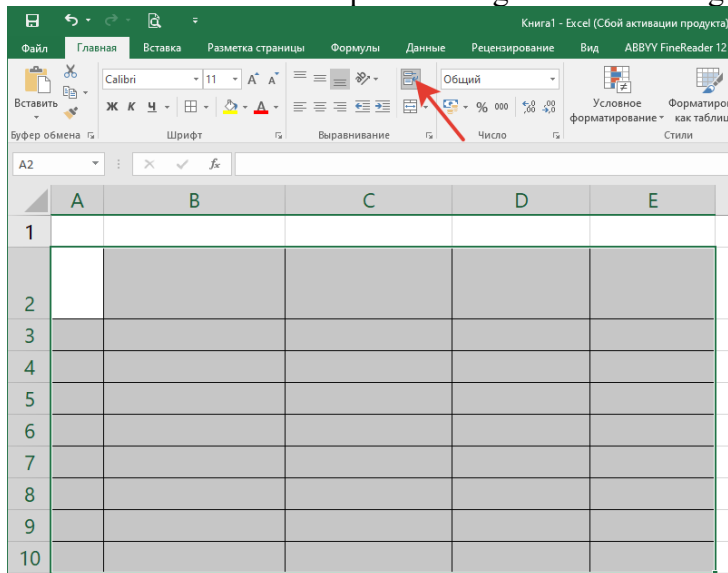 Книга1 - Excel (Сбой активации продукта)
Файл Главная Вставка Разметка страницы Формулы Данные Рецензирование Вид ABBYY FineReader 12
Вставить
Calibri 11 A A
Ж К Ч A
Общий
% 000 ,00
Условное форматирование
как таблиц
Буфер обмена Шрифт Выравнивание Число Стили
A2 fx
A B C D E
1
2
3
4
5
6
7
8
9
10